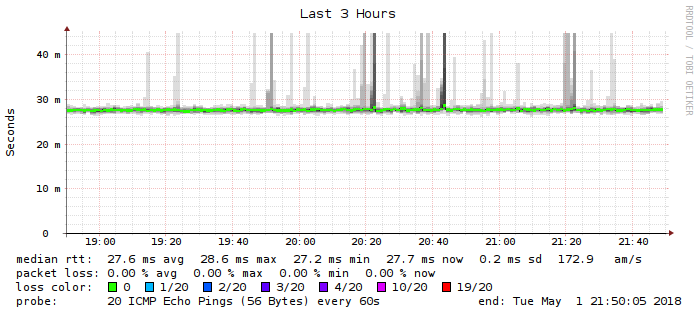 Last 3 Hours
RRDTOOL / TOBI OETIKER
Seconds
40 m
30 m
20 m
10 m
0
19:00 19:20 19:40 20:00 20:20 20:40 21:00 21:20 21:40
median rtt: 27.6 ms avg 28.6 ms max 27.2 ms min 27.7 ms now 0.2 ms sd 172.9 am/s
packet loss: 0.00 % avg 0.00 % max 0.00 % min 0.00 % now
loss color: 0 1/20 2/20 3/20 4/20 10/20 19/20
probe: 20 ICMP Echo Pings (56 Bytes) every 60s end: Tue May 1 21:50:05 2018